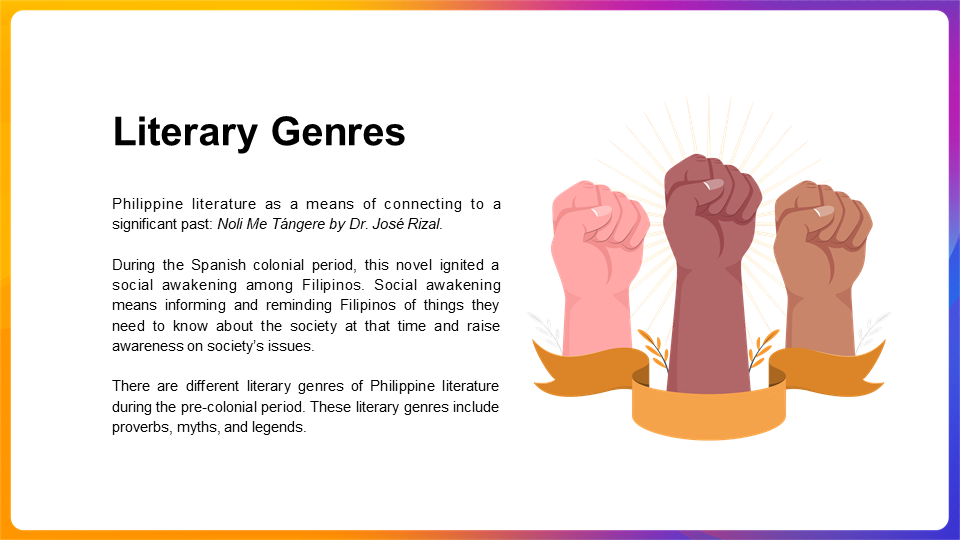 Literary Genres
Philippine literature as a means of connecting to a
significant past: Noli Me Tángere by Dr. José Rizal.
During the Spanish colonial period, this novel ignited a
social awakening among Filipinos. Social awakening
means informing and reminding Filipinos of things they
need to know about the society at that time and raise
awareness on society’s issues.
There are different literary genres of Philippine literature
during the pre-colonial period. These literary genres include
proverbs, myths, and legends.